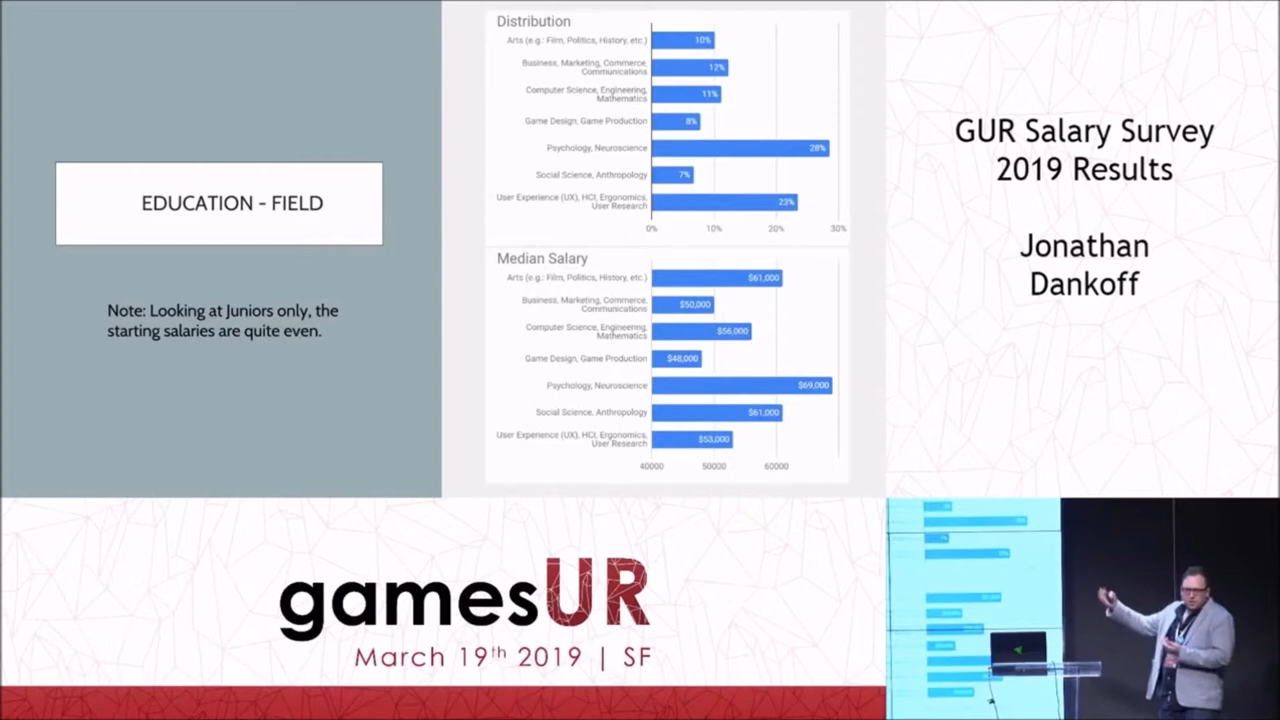 EDUCATION - FIELD
Note: Looking at Juniors only, the
starting salaries are quite even.
Distribution
Arts (e.g.: Film, Politics, History, etc.) 10%
Business, Marketing, Commerce,
Communications 12%
Computer Science, Engineering,
Mathematics 11%
Game Design, Game Production 8%
Psychology, Neuroscience 28%
Social Science, Anthropology 7%
User Experience (UX), HCI, Ergonomics,
User Research 23%
0% 10% 20% 30%
Median Salary
Arts (e.g.: Film, Politics, History, etc.) $61,000
Business, Marketing, Commerce,
Communications $50,000
Computer Science, Engineering,
Mathematics $56,000
Game Design, Game Production $48,000
Psychology, Neuroscience $69,000
Social Science, Anthropology $61,000
User Experience (UX), HCI, Ergonomics,
User Research $53,000
40000 50000 60000
GUR Salary Survey
2019 Results
Jonathan
Dankoff
gamesUR
March 19th 2019 | SF